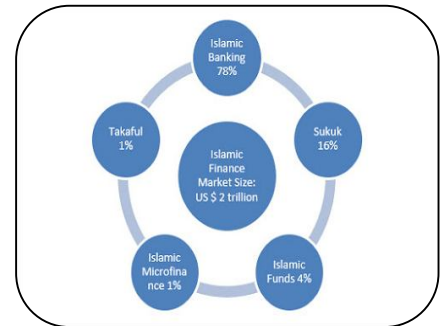 Islamic
Banking
78%
Sukuk
16%
Islamic
Funds 4%
Islamic
Microfina
nce 1%
Takaful
1%
Islamic
Finance
Market Size:
US $ 2 trillion